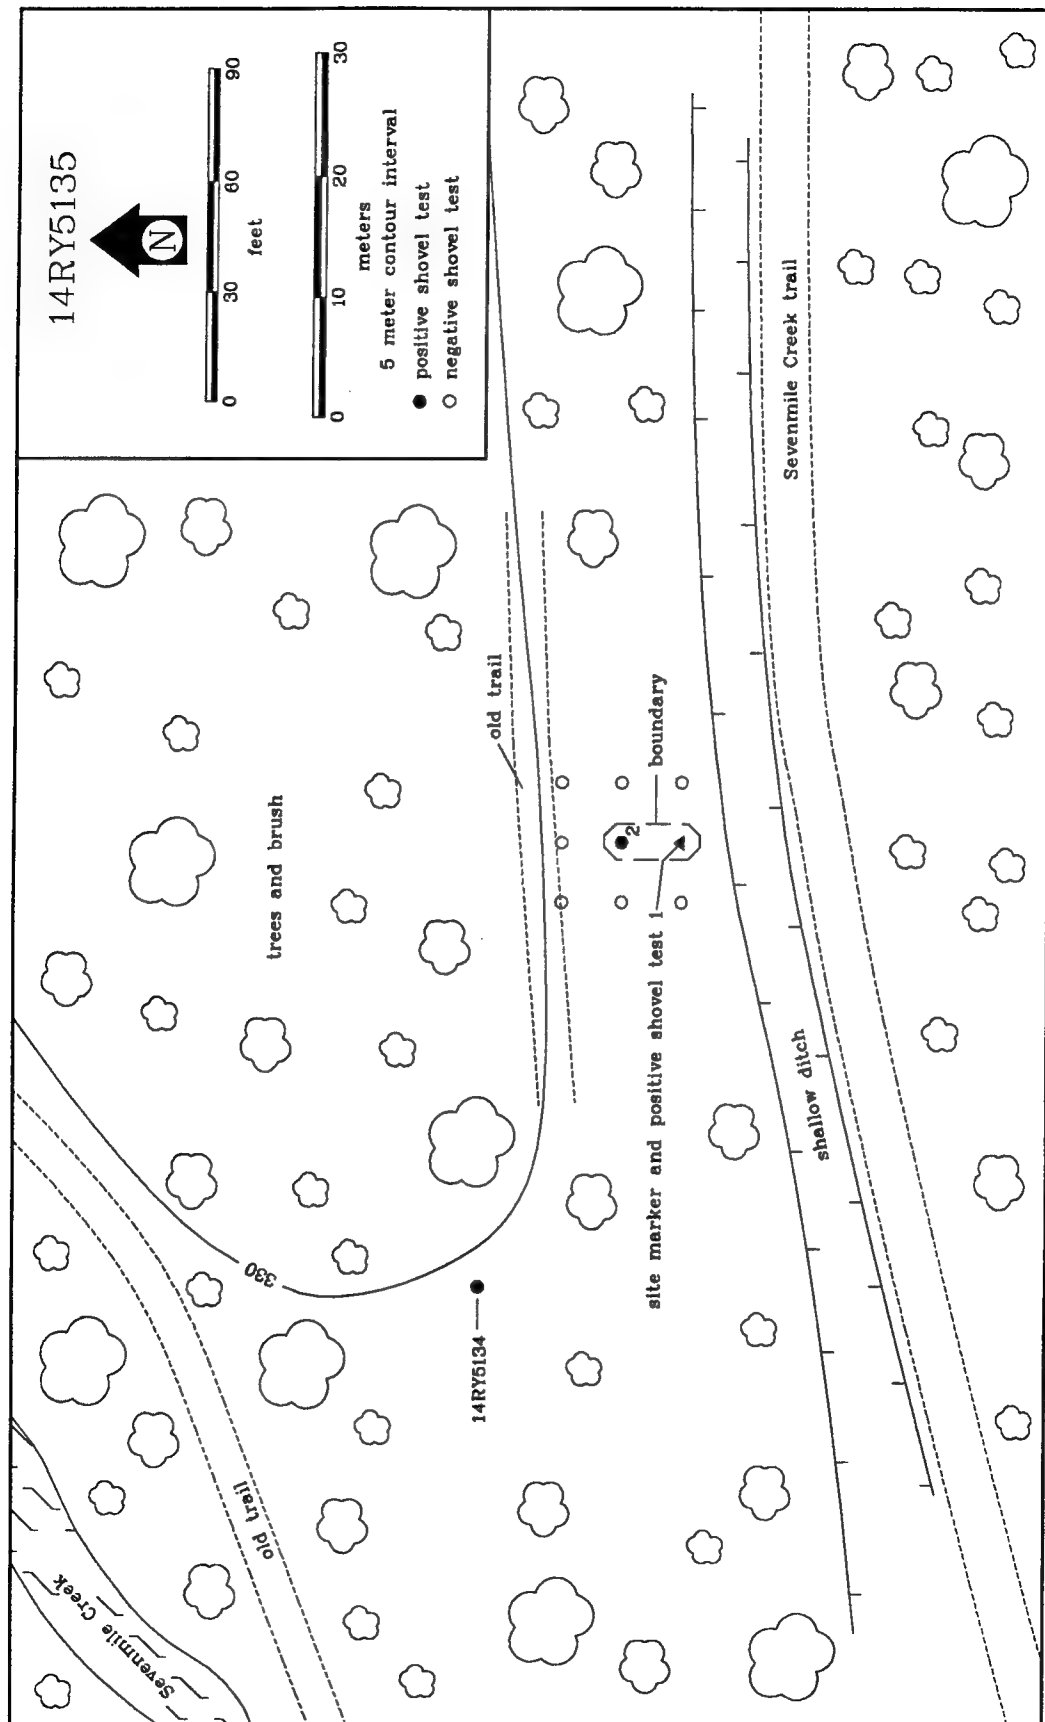 14RY5135
N
0 30 60 90
feet
0 10 20 30
meters
5 meter contour interval
positive shovel test
negative shovel test
Sevenmile Creek
old trail
330
trees and brush
14RY5134
old trail
2
boundary
site marker and positive shovel test 1
shallow ditch
Sevenmile Creek trail